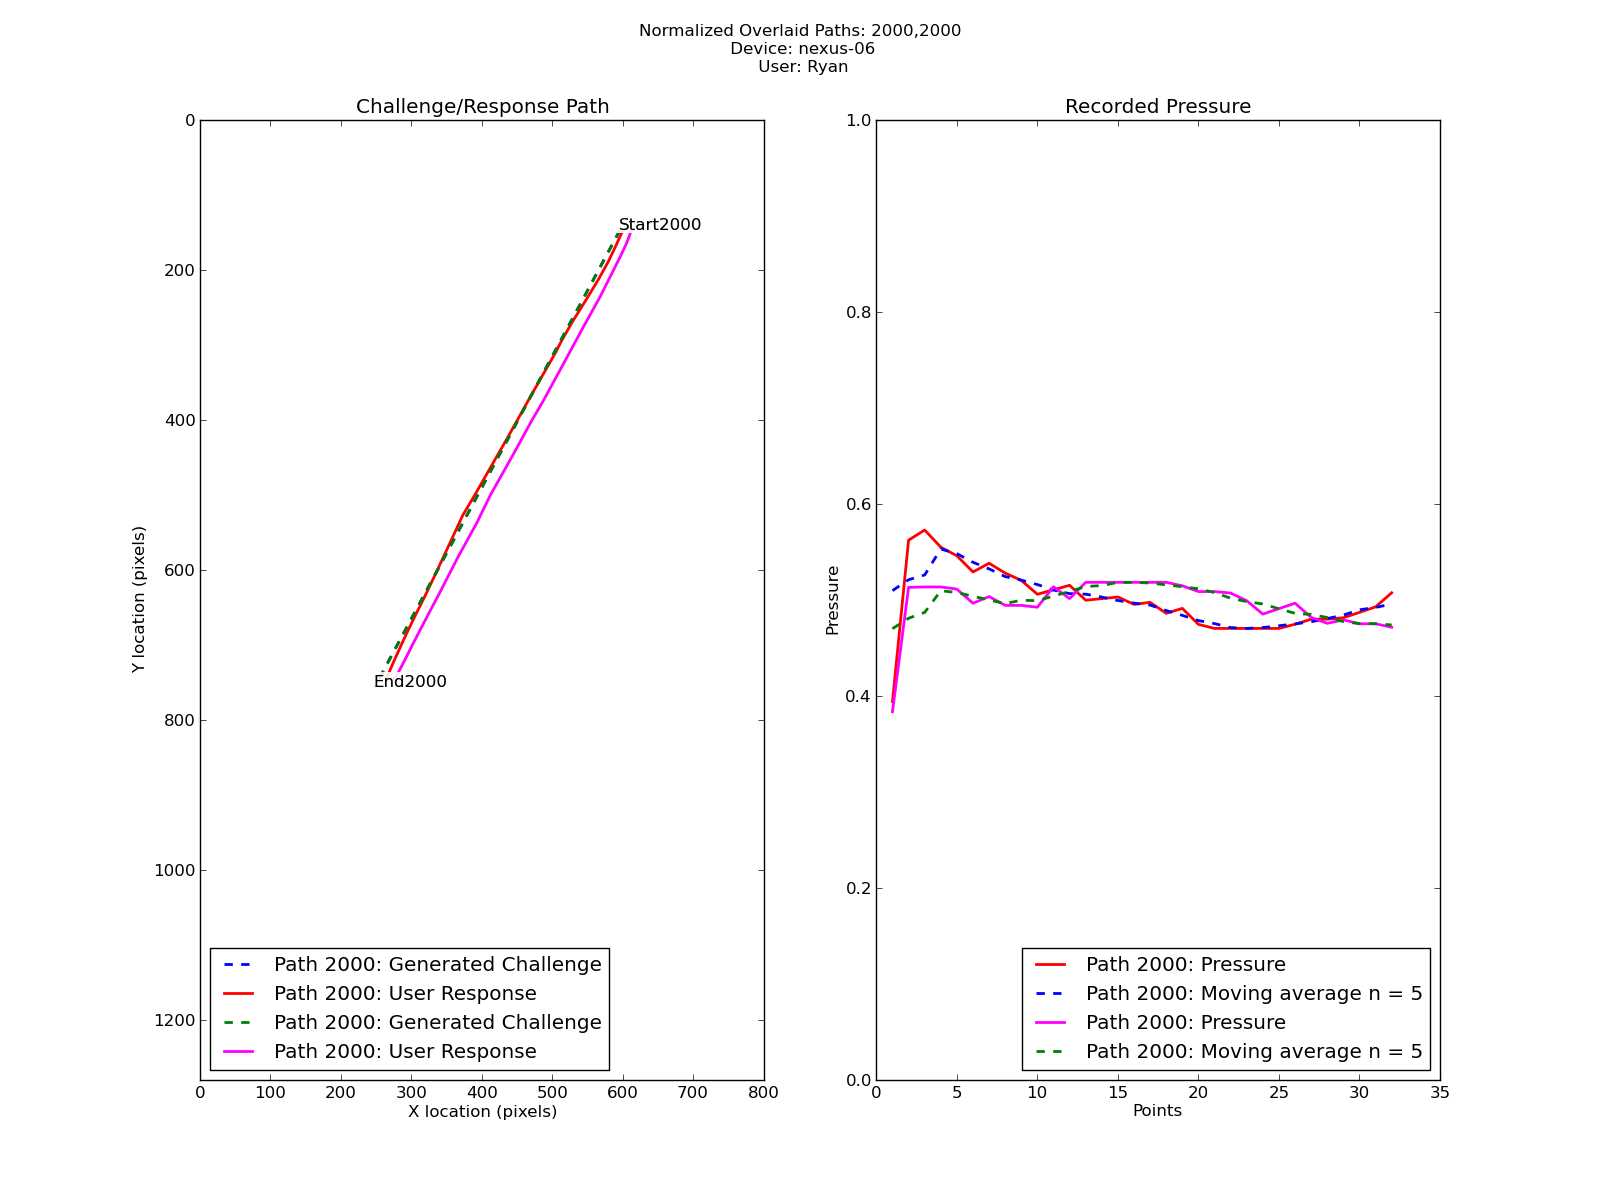 Normalized Overlaid Paths: 2000,2000
Device: nexus-06
User: Ryan
Challenge/Response Path
0
200
400
600
800
1000
1200
Y location (pixels)
Start2000
End2000
Path 2000: Generated Challenge
Path 2000: User Response
Path 2000: Generated Challenge
Path 2000: User Response
0 100 200 300 400 500 600 700 800
X location (pixels)
Recorded Pressure
1.0
0.8
0.6
0.4
0.2
0.0
Pressure
Path 2000: Pressure
Path 2000: Moving average n = 5
Path 2000: Pressure
Path 2000: Moving average n = 5
0 5 10 15 20 25 30 35
Points